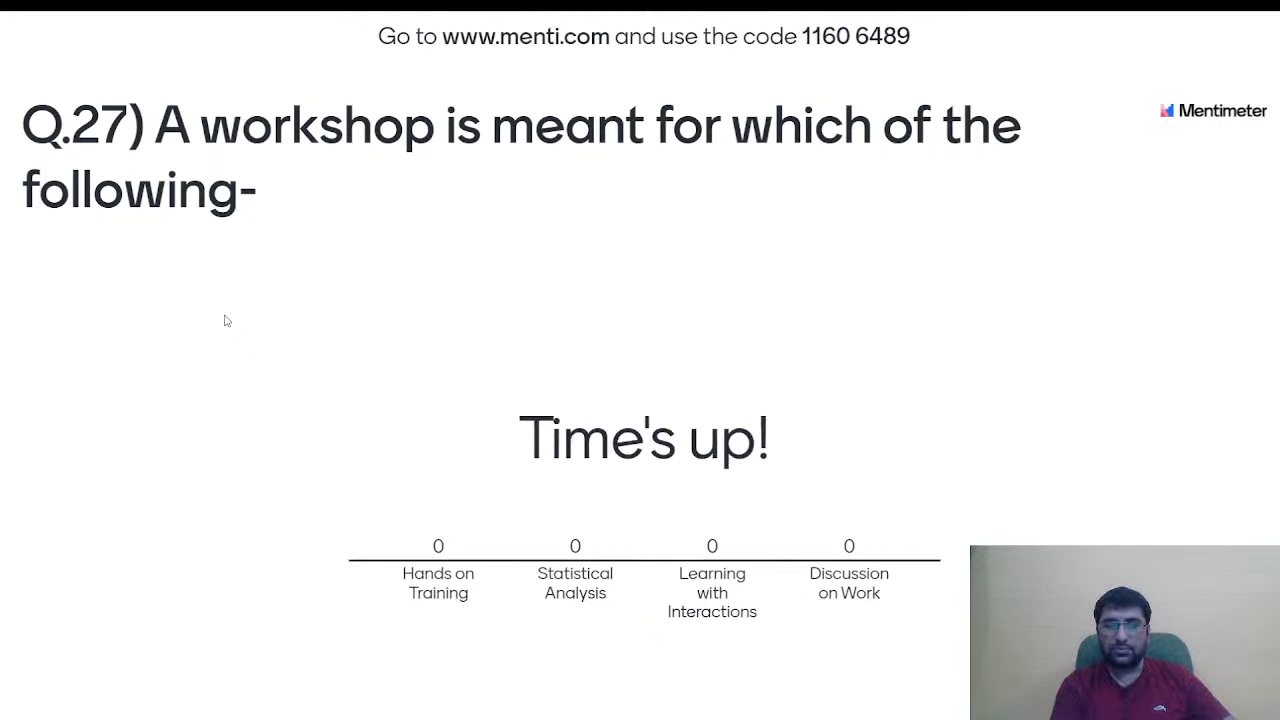 Go to www.menti.com and use the code 1160 6489
Q.27) A workshop is meant for which of the
following-
Mentimeter
Time's up!
0 0 0 0
Hands on
Training
Statistical
Analysis
Learning
with
Interactions
Discussion
on Work